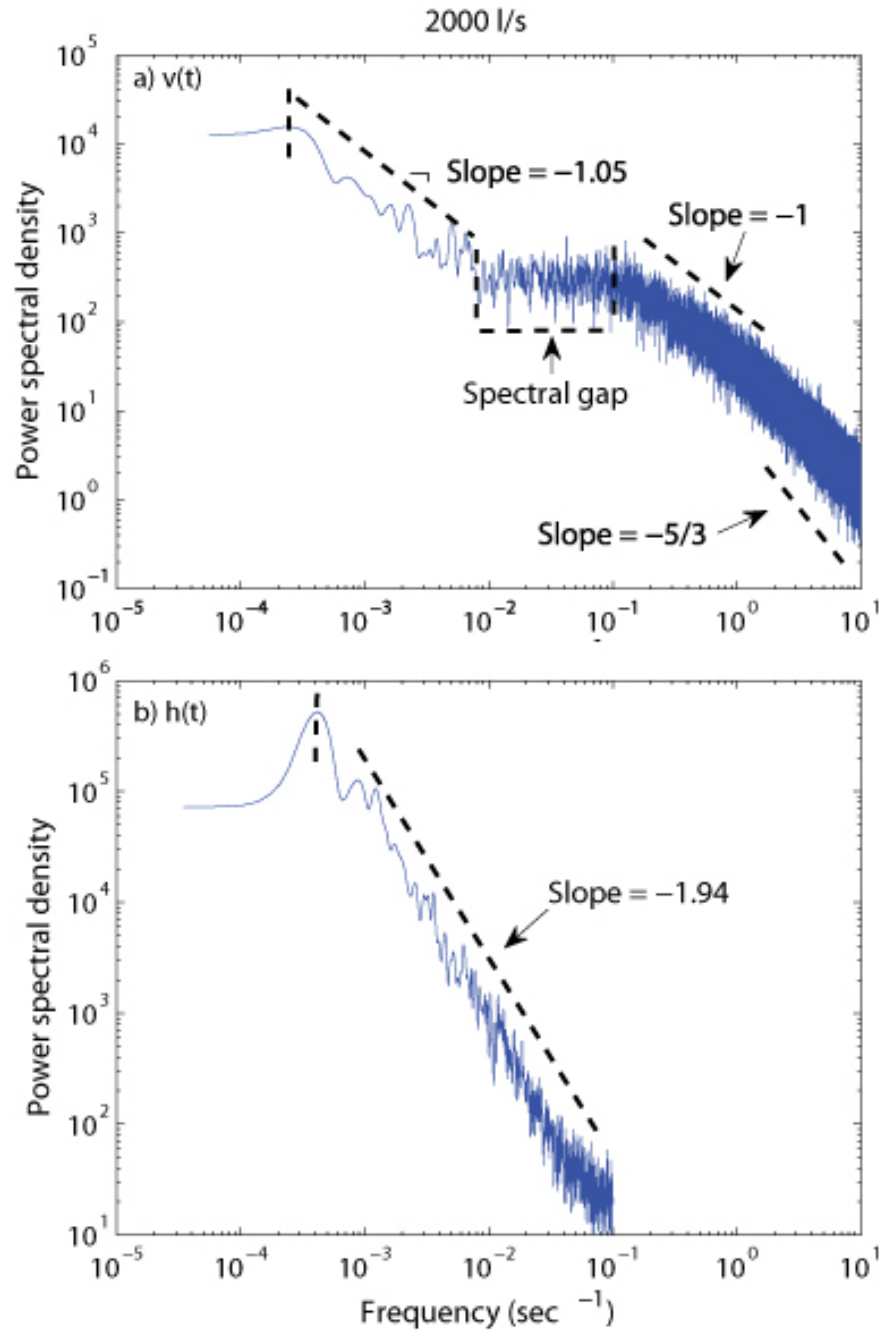 2000 l/s
a) v(t)
Power spectral density
10^5
10^4
10^3
10^2
10^1
10^0
10^−1
Slope = −1.05
Slope = −1
Spectral gap
Slope = −5/3
10^−5 10^−4 10^−3 10^−2 10^−1 10^0 10^1
b) h(t)
Power spectral density
10^6
10^5
10^4
10^3
10^2
10^1
Slope = −1.94
10^−5 10^−4 10^−3 10^−2 10^−1 10^0 10^1
Frequency (sec ^−1)